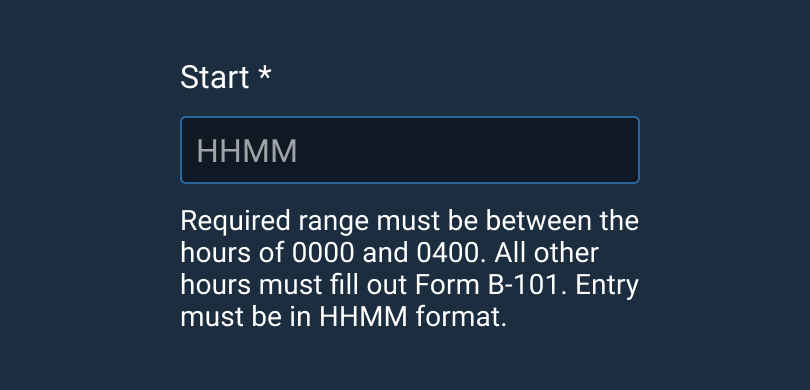 Start *
HHMM
Required range must be between the
hours of 0000 and 0400. All other
hours must fill out Form B-101. Entry
must be in HHMM format.